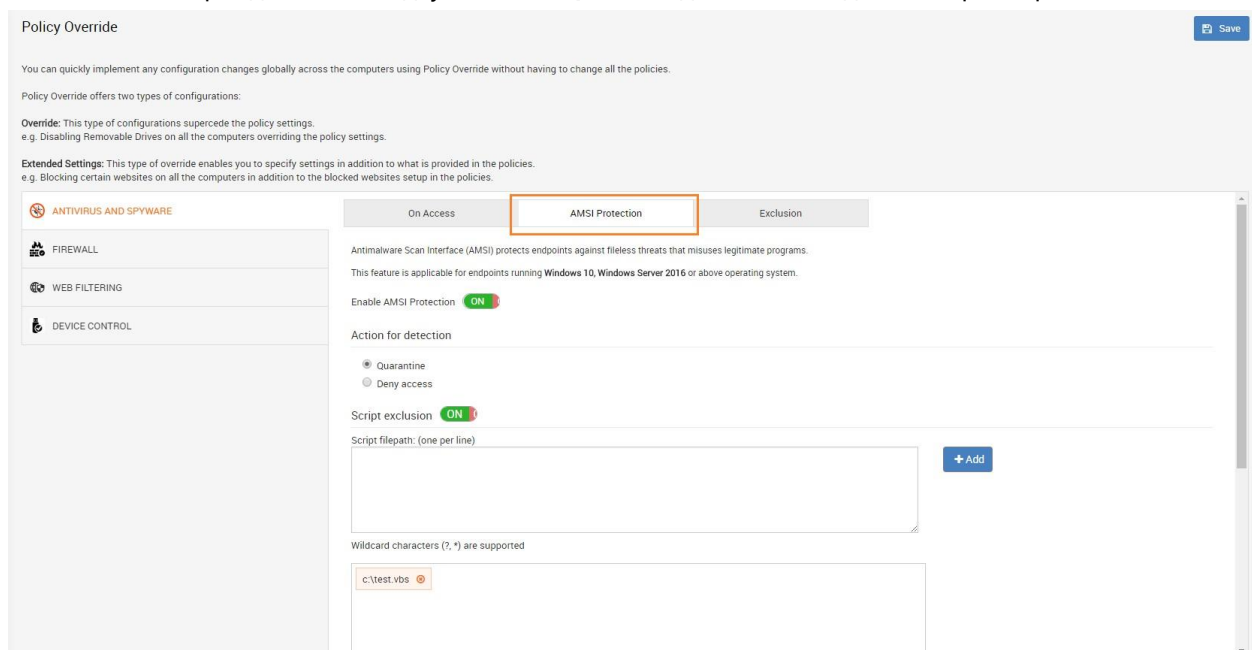 Policy Override
Save
You can quickly implement any configuration changes globally across the computers using Policy Override without having to change all the policies.
Policy Override offers two types of configurations:
Override: This type of configurations supercede the policy settings.
e.g. Disabling Removable Drives on all the computers overriding the policy settings.
Extended Settings: This type of override enables you to specify settings in addition to what is provided in the policies.
e.g. Blocking certain websites on all the computers in addition to the blocked websites setup in the policies.
ANTIVIRUS AND SPYWARE
FIREWALL
WEB FILTERING
DEVICE CONTROL
On Access
AMSI Protection
Exclusion
Antimalware Scan Interface (AMSI) protects endpoints against fileless threats that misuses legitimate programs.
This feature is applicable for endpoints running Windows 10, Windows Server 2016 or above operating system.
Enable AMSI Protection ON
Action for detection
Quarantine
Deny access
Script exclusion ON
Script filepath: (one per line)
+ Add
Wildcard characters (?, *) are supported
c:\test.vbs